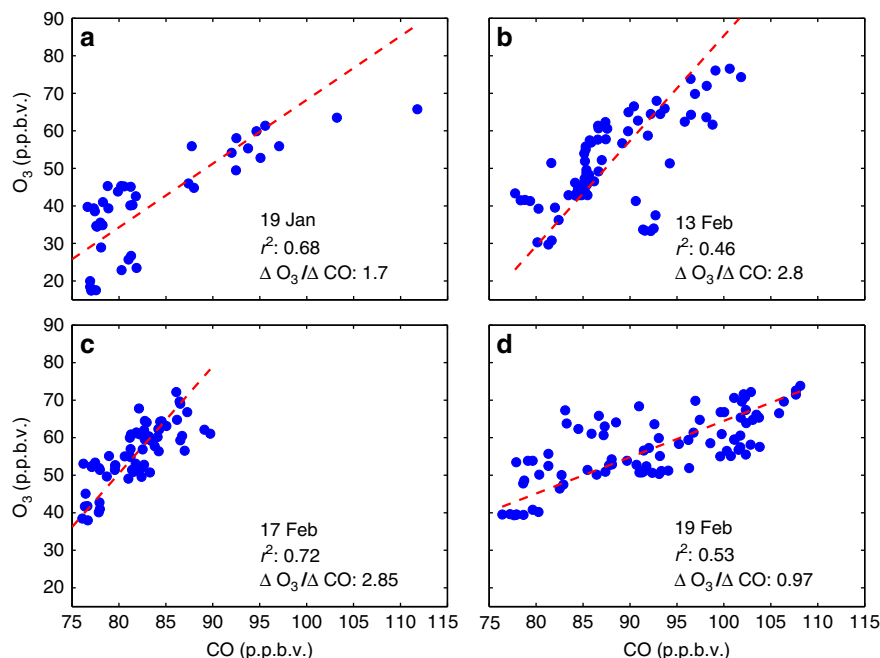 a
90
80
70
60
50
40
30
20
O3 (p.p.b.v.)
19 Jan
r²: 0.68
Δ O3/Δ CO: 1.7
b
13 Feb
r²: 0.46
Δ O3/Δ CO: 2.8
c
90
80
70
60
50
40
30
20
O3 (p.p.b.v.)
17 Feb
r²: 0.72
Δ O3/Δ CO: 2.85
75 80 85 90 95 100 105 110 115
CO (p.p.b.v.)
d
19 Feb
r²: 0.53
Δ O3/Δ CO: 0.97
75 80 85 90 95 100 105 110 115
CO (p.p.b.v.)